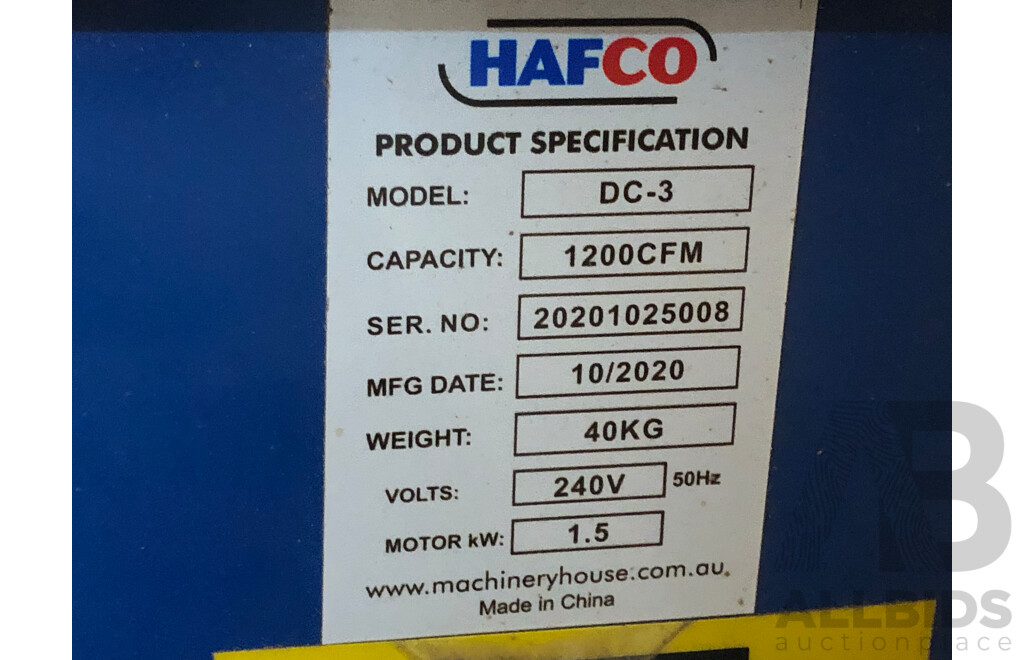 HAFCO
PRODUCT SPECIFICATION
MODEL: DC-3
CAPACITY: 1200CFM
SER. NO: 20201025008
MFG DATE: 10/2020
WEIGHT: 40KG
VOLTS: 240V 50Hz
MOTOR kW: 1.5
www.machineryhouse.com.au.
Made in China
AB
ALLBIDS
auctionplace